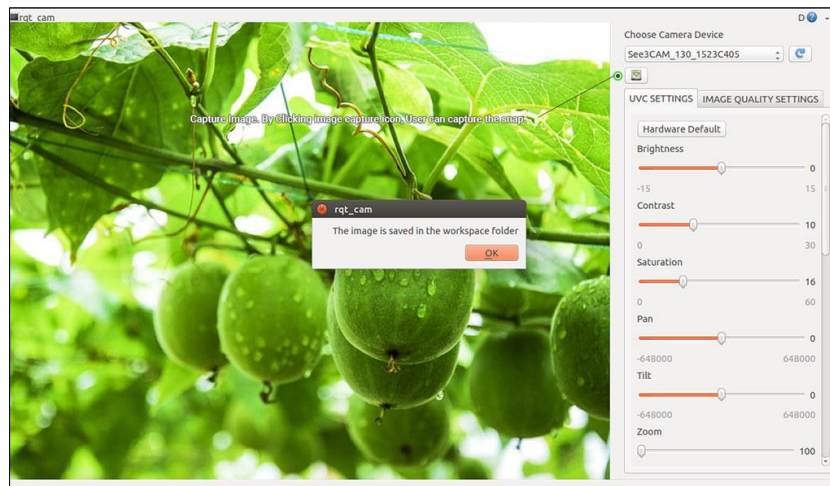 rqt_cam
D
Choose Camera Device
See3CAM_130_1523C405
UVC SETTINGS IMAGE QUALITY SETTINGS
Capture Image. By Clicking image capture icon, User can capture the snap.
Hardware Default
Brightness
0
-15 15
Contrast
10
0 30
Saturation
16
0 60
Pan
0
-648000 648000
Tilt
0
-648000 648000
Zoom
100
rqt_cam
The image is saved in the workspace folder
OK